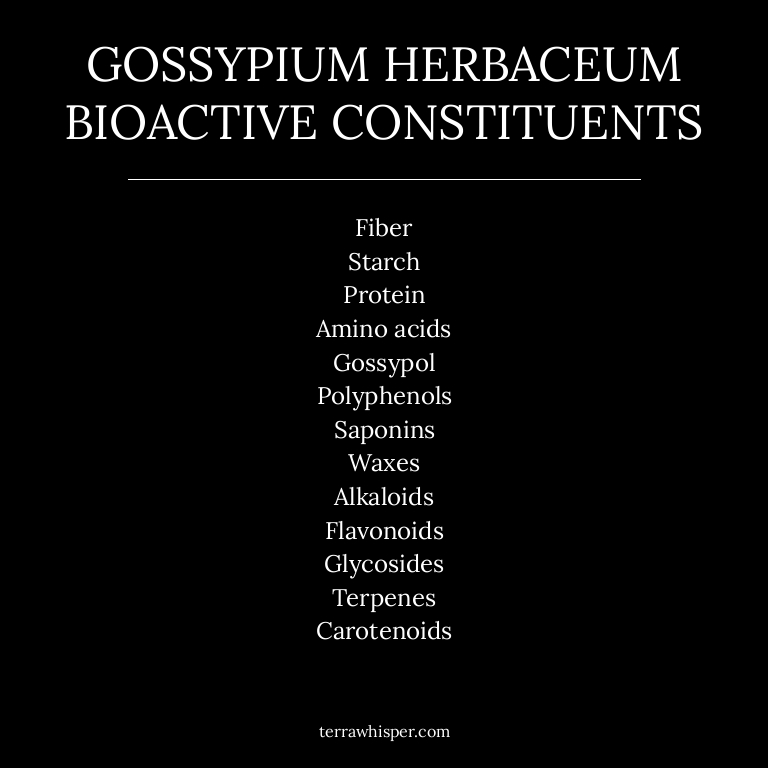 GOSSYPIUM HERBACEUM
BIOACTIVE CONSTITUENTS
Fiber
Starch
Protein
Amino acids
Gossypol
Polyphenols
Saponins
Waxes
Alkaloids
Flavonoids
Glycosides
Terpenes
Carotenoids
terrawhisper.com